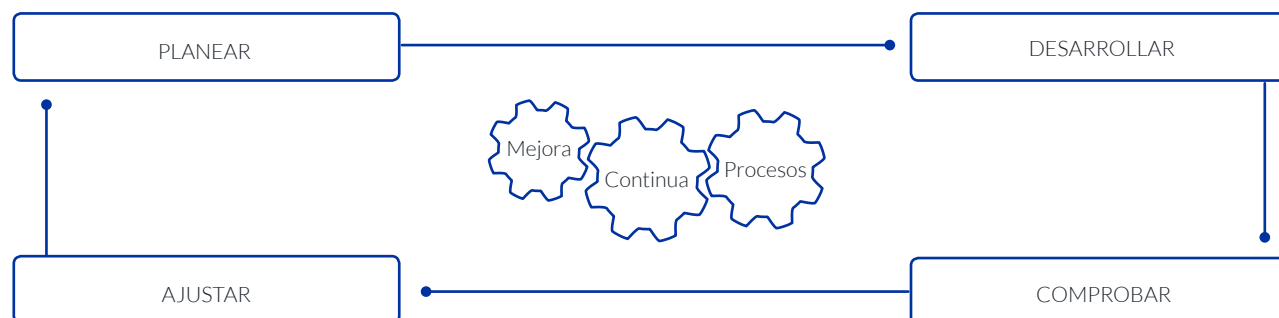 PLANEAR
DESARROLLAR
Mejora
Continua
Procesos
AJUSTAR
COMPROBAR